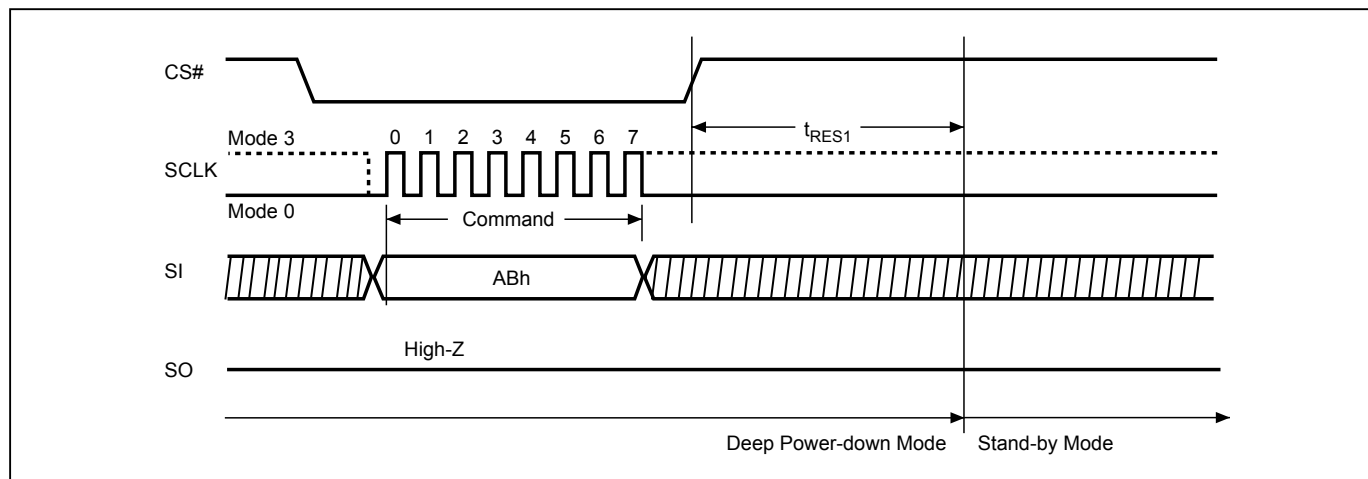 CS#
Mode 3
0 1 2 3 4 5 6 7
tRES1
SCLK
Mode 0
Command
SI
ABh
High-Z
SO
Deep Power-down Mode
Stand-by Mode